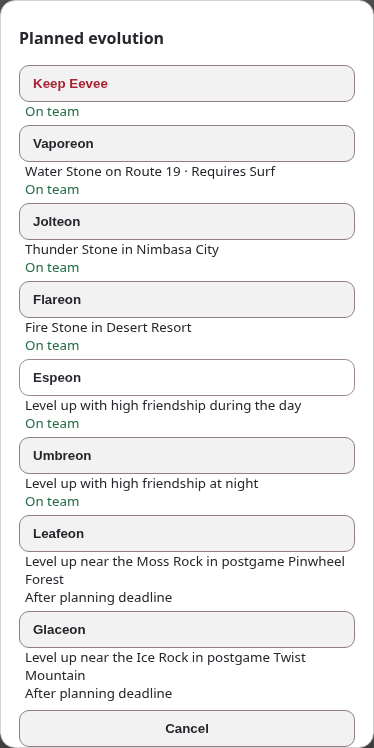 Planned evolution
Keep Eevee
On team
Vaporeon
Water Stone on Route 19 · Requires Surf
On team
Jolteon
Thunder Stone in Nimbasa City
On team
Flareon
Fire Stone in Desert Resort
On team
Espeon
Level up with high friendship during the day
On team
Umbreon
Level up with high friendship at night
On team
Leafeon
Level up near the Moss Rock in postgame Pinwheel
Forest
After planning deadline
Glaceon
Level up near the Ice Rock in postgame Twist
Mountain
After planning deadline
Cancel